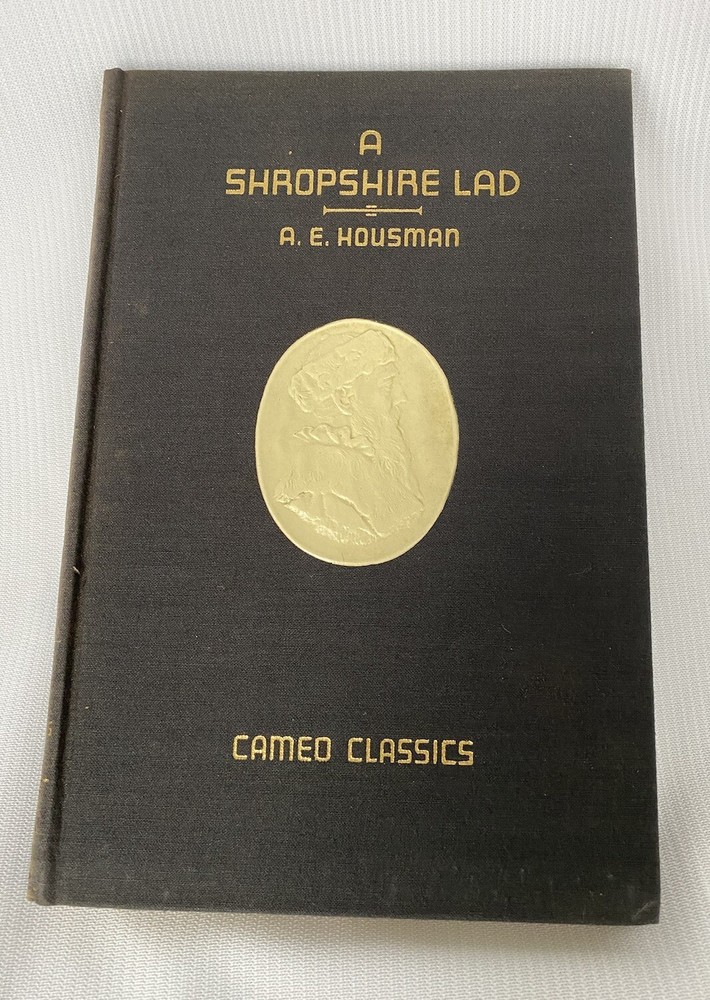 A
SHROPSHIRE LAD
A. E. HOUSMAN
CAMEO CLASSICS